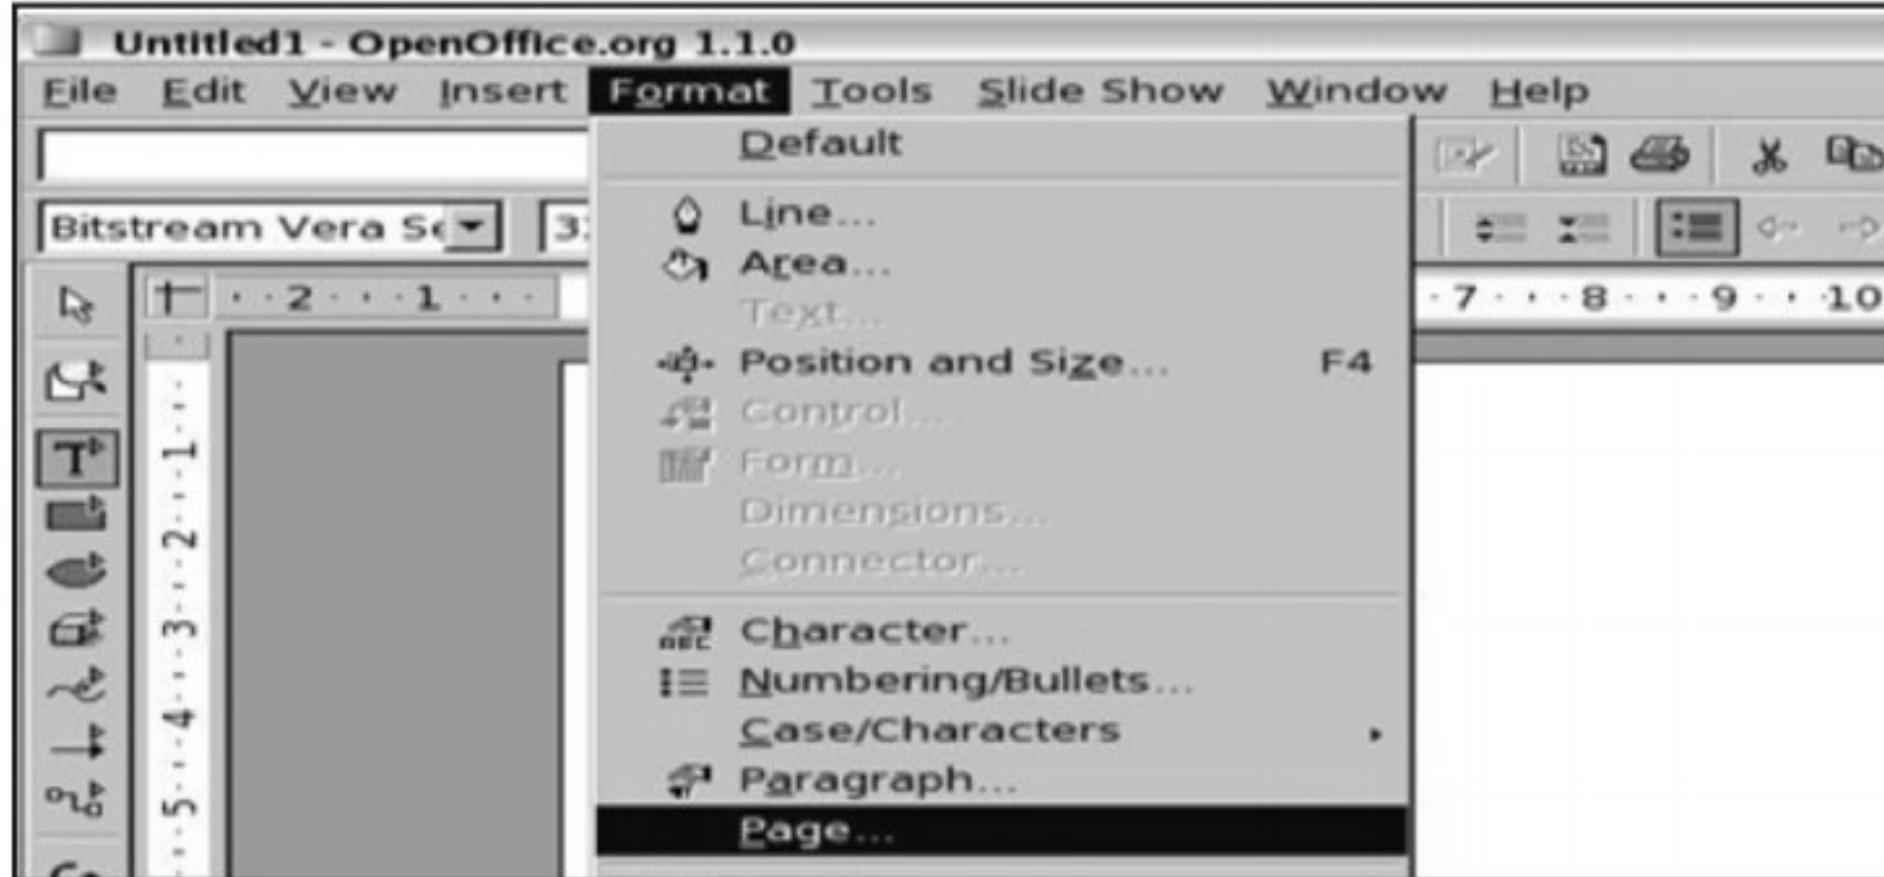 Untitled1 - OpenOffice.org 1.1.0
File Edit View Insert Format Tools Slide Show Window Help
Default
Bitstream Vera Se
Line...
Area...
2 1 7 8 9 10
Text...
Position and Size... F4
Control...
Form...
Dimensions...
Connector...
Character...
Numbering/Bullets...
Case/Characters
Paragraph...
Page...
1
2
3
4
5